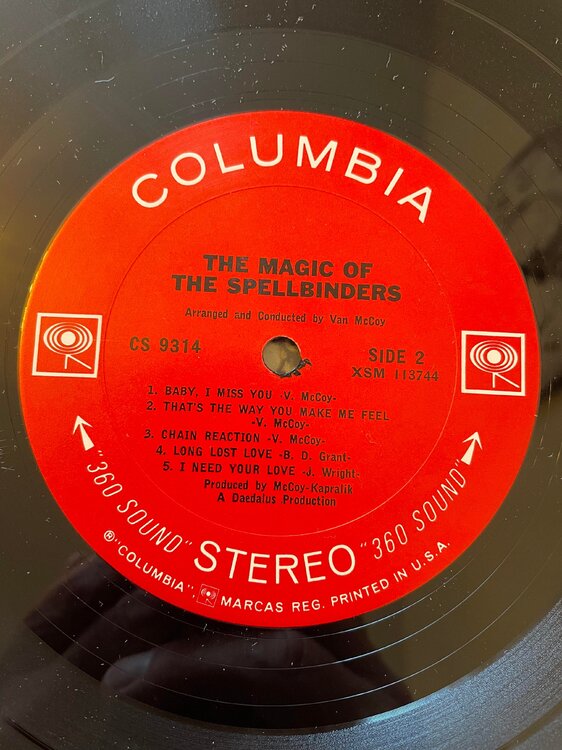 COLUMBIA
THE MAGIC OF
THE SPELLBINDERS
Arranged and Conducted by Van McCoy
CS 9314
SIDE 2
XSM 113744
1. BABY, I MISS YOU -V. McCoy-
2. THAT'S THE WAY YOU MAKE ME FEEL
-V. McCoy-
3. CHAIN REACTION -V. McCoy-
4. LONG LOST LOVE -B. D. Grant-
5. I NEED YOUR LOVE -J. Wright-
Produced by McCoy-Kapralik
A Daedalus Production
"360 SOUND" STEREO "360 SOUND"
®"COLUMBIA", MARCAS REG. PRINTED IN U.S.A.